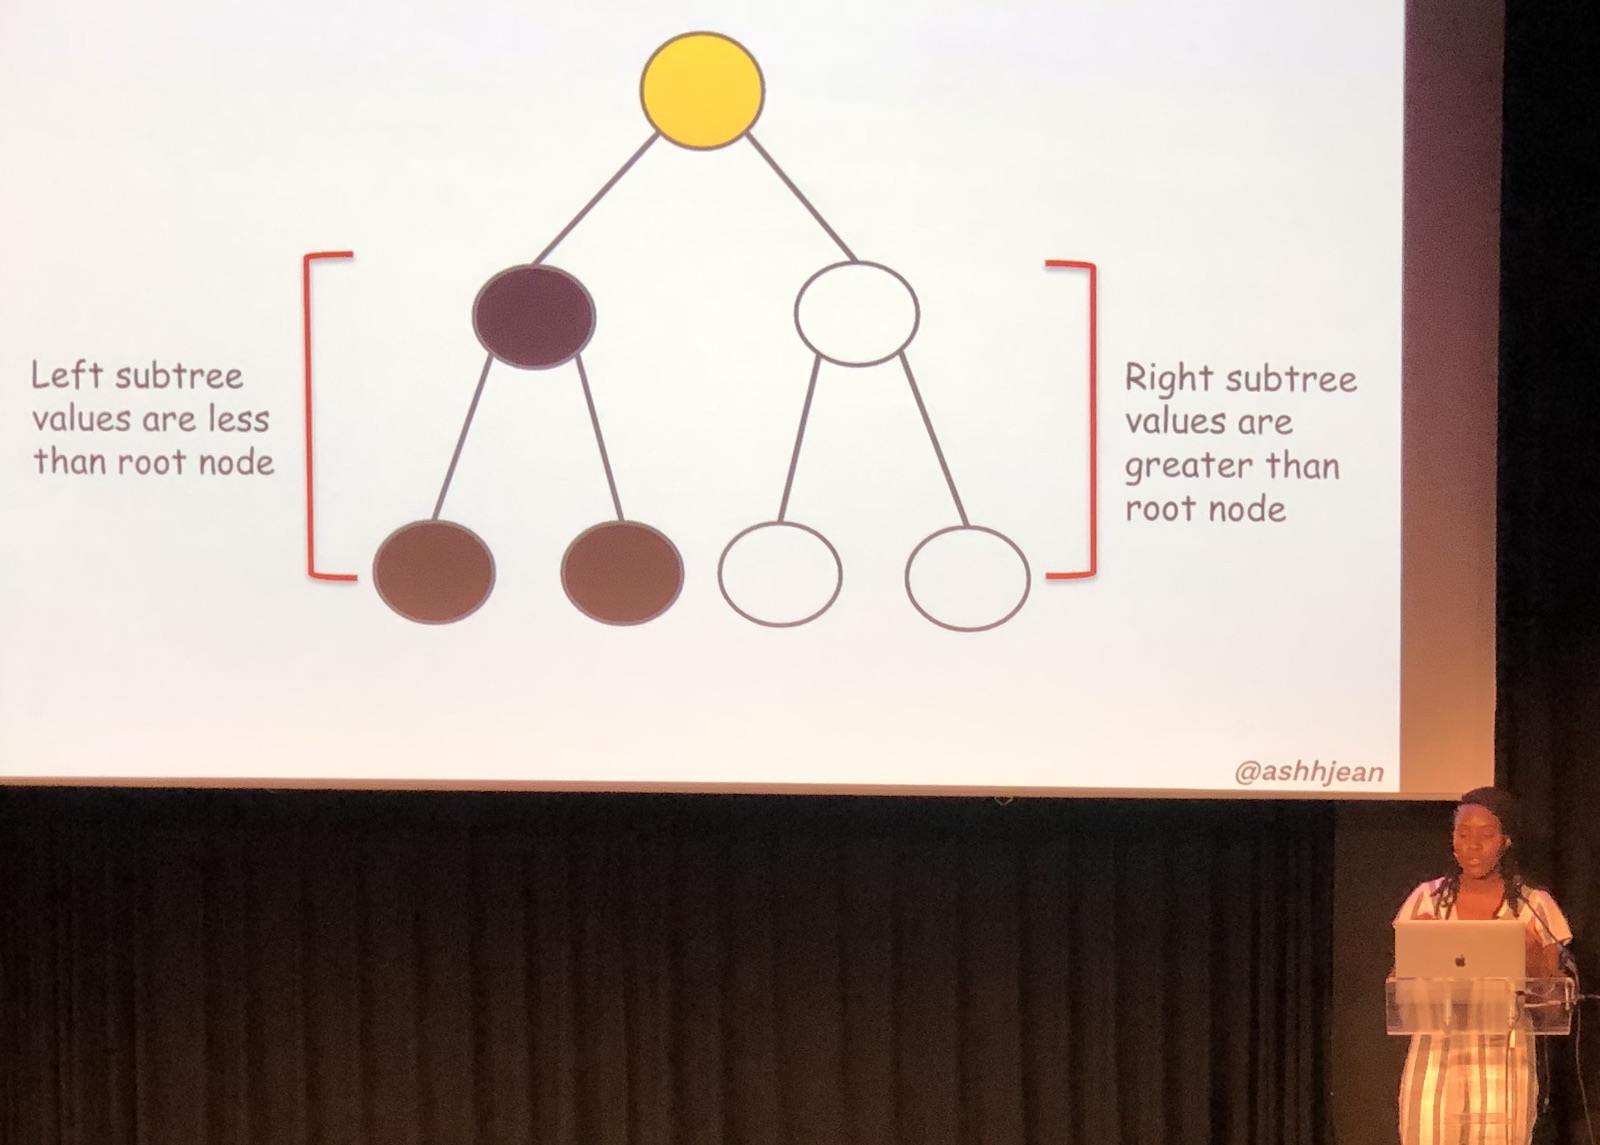 Left subtree
values are less
than root node
Right subtree
values are
greater than
root node
@ashhjean